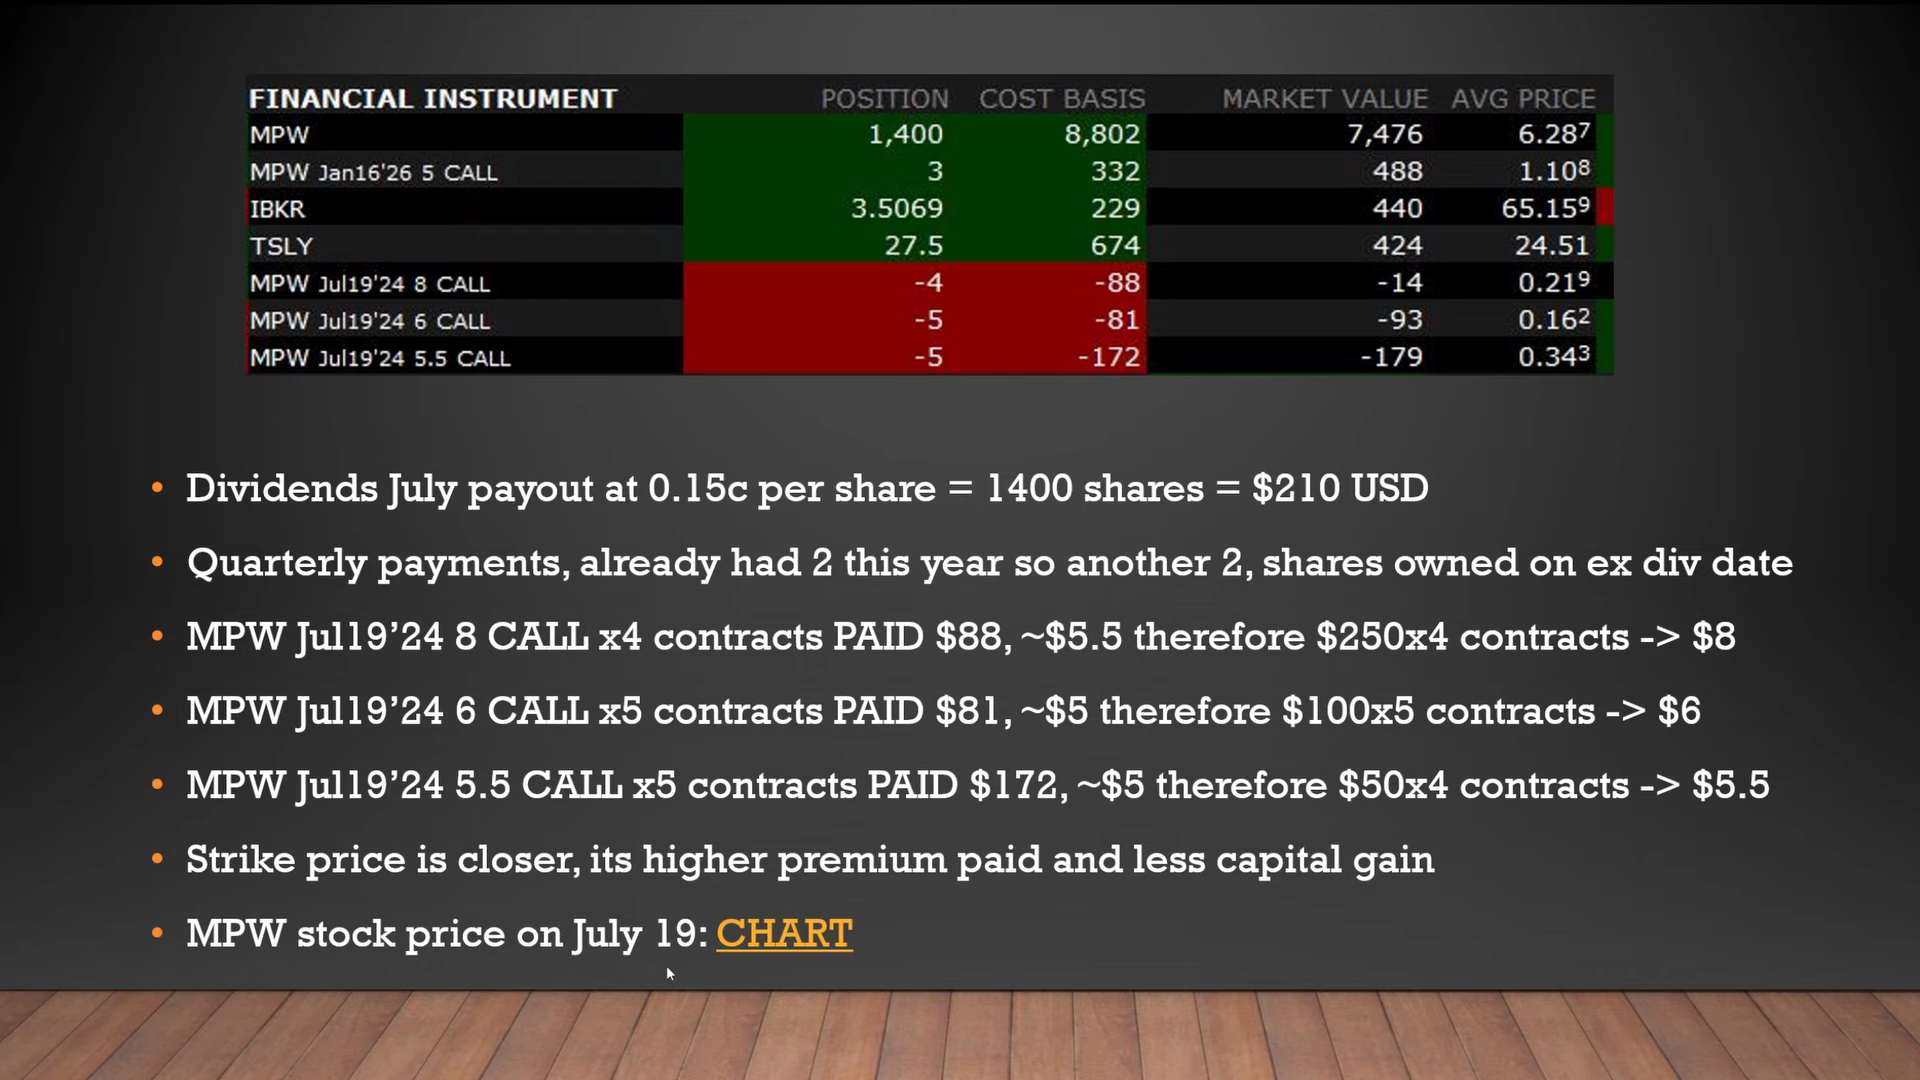 FINANCIAL INSTRUMENT POSITION COST BASIS MARKET VALUE AVG PRICE
MPW 1,400 8,802 7,476 6.287
MPW Jan16'26 5 CALL 3 332 488 1.108
IBKR 3.5069 229 440 65.159
TSLY 27.5 674 424 24.51
MPW Jul19'24 8 CALL -4 -88 -14 0.219
MPW Jul19'24 6 CALL -5 -81 -93 0.162
MPW Jul19'24 5.5 CALL -5 -172 -179 0.343
• Dividends July payout at 0.15c per share = 1400 shares = $210 USD
• Quarterly payments, already had 2 this year so another 2, shares owned on ex div date
• MPW Jul19’24 8 CALL x4 contracts PAID $88, ~$5.5 therefore $250x4 contracts -> $8
• MPW Jul19’24 6 CALL x5 contracts PAID $81, ~$5 therefore $100x5 contracts -> $6
• MPW Jul19’24 5.5 CALL x5 contracts PAID $172, ~$5 therefore $50x4 contracts -> $5.5
• Strike price is closer, its higher premium paid and less capital gain
• MPW stock price on July 19: CHART